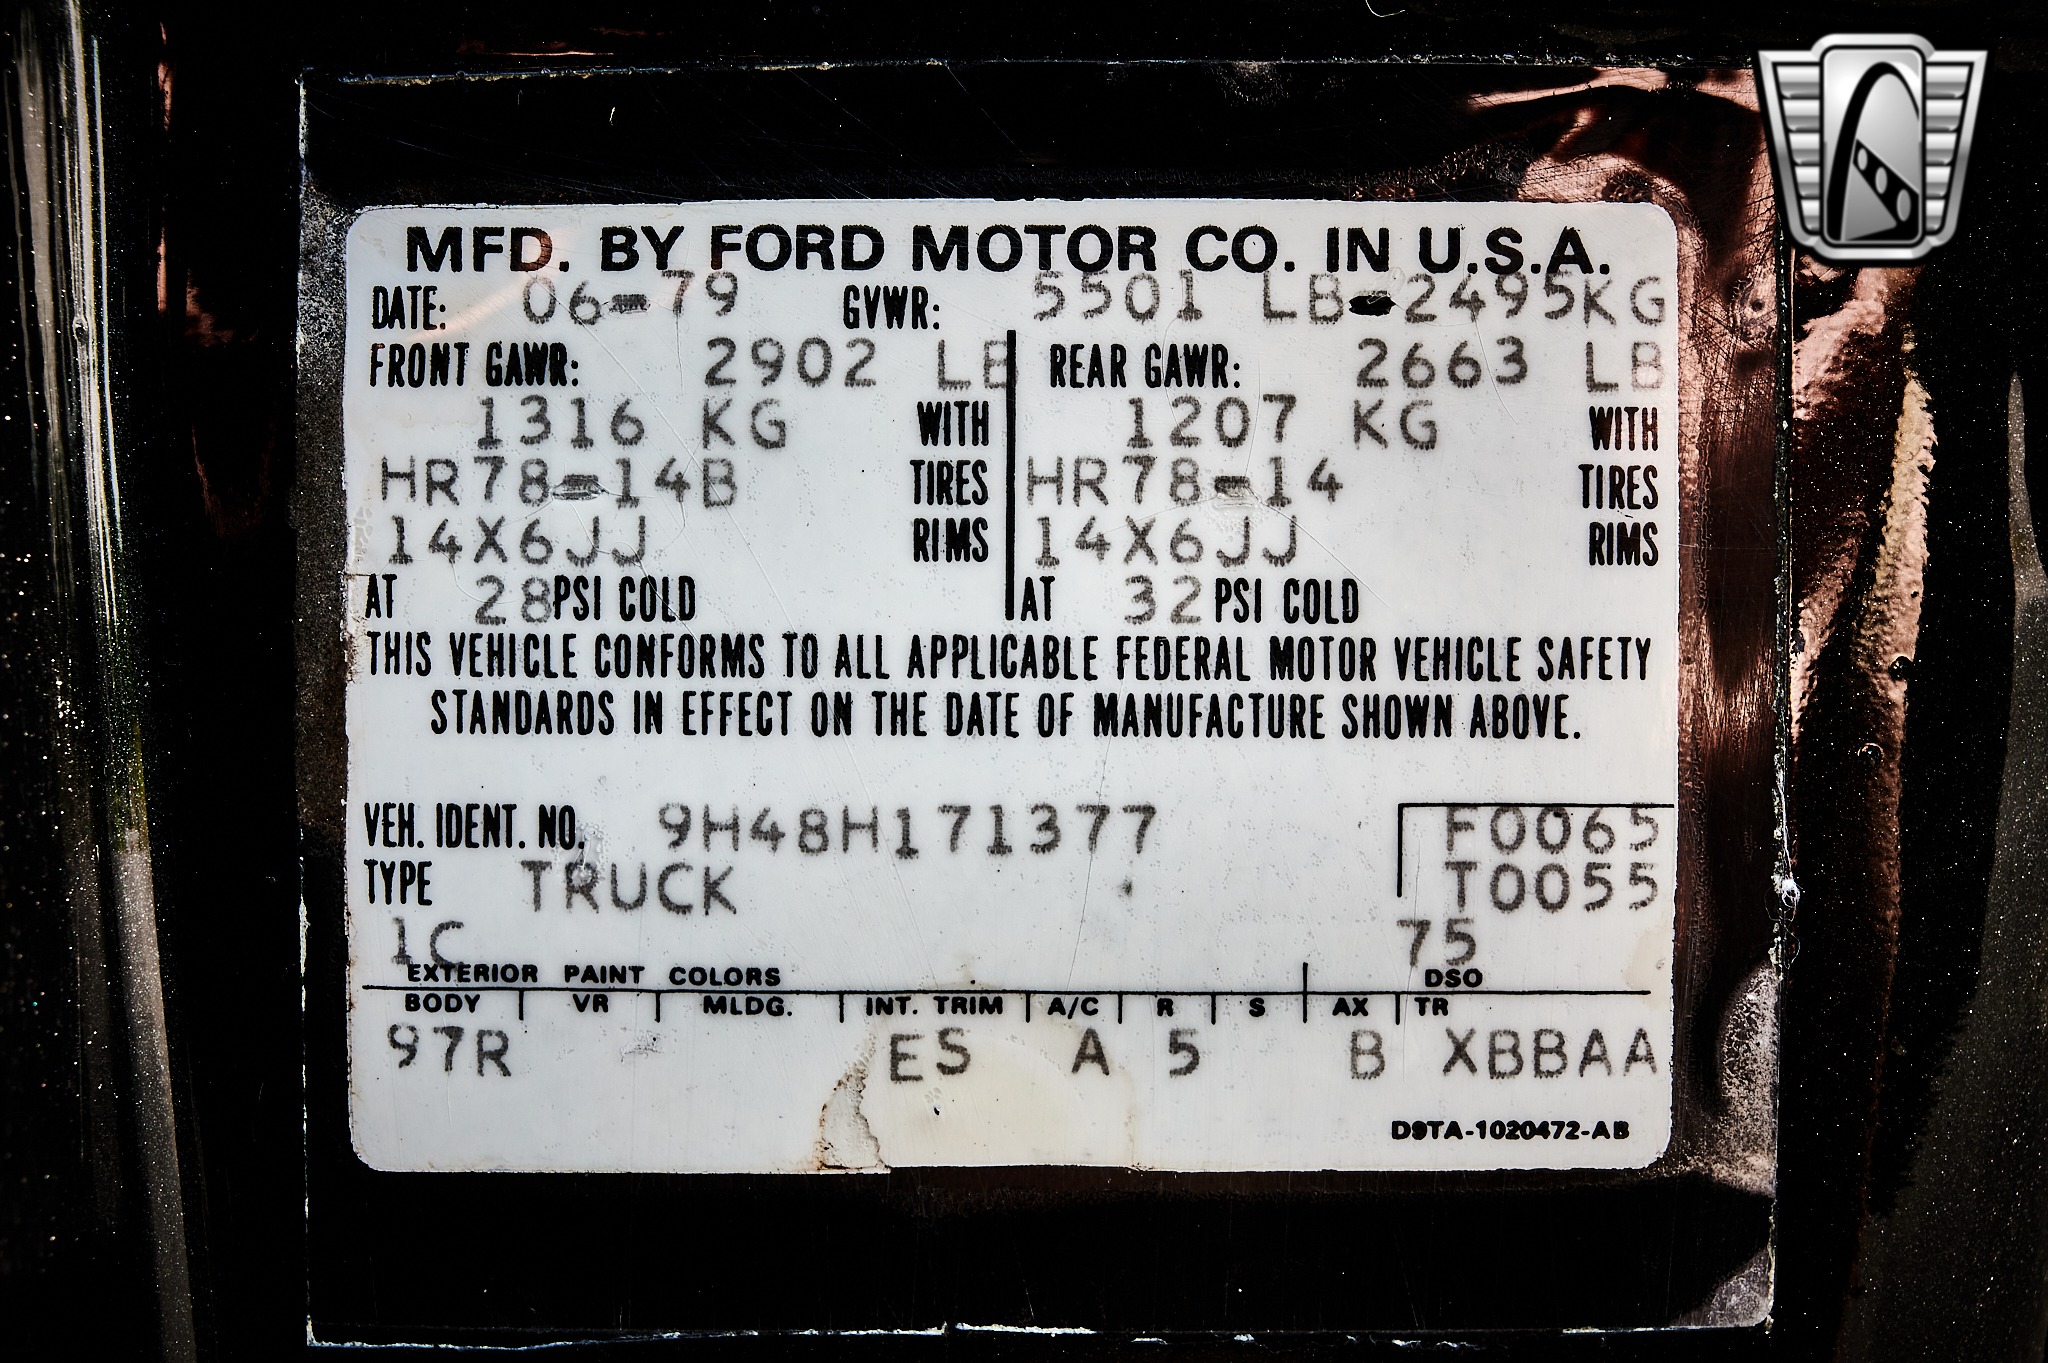 MFD. BY FORD MOTOR CO. IN U.S.A.
DATE: 06-79 GVWR: 5501 LB-2495KG
FRONT GAWR: 2902 LB REAR GAWR: 2663 LB
1316 KG WITH 1207 KG WITH
HR78-14B TIRES HR78-14 TIRES
14X6JJ RIMS 14X6JJ RIMS
AT 28PSI COLD AT 32 PSI COLD
THIS VEHICLE CONFORMS TO ALL APPLICABLE FEDERAL MOTOR VEHICLE SAFETY
STANDARDS IN EFFECT ON THE DATE OF MANUFACTURE SHOWN ABOVE.
VEH. IDENT. NO. 9H48H171377 F0065
TYPE TRUCK T0055
1C 75
EXTERIOR PAINT COLORS DSO
BODY VR MLDG. INT. TRIM A/C R S AX TR
97R ES A 5 B XBBAA
D9TA-1020472-AB